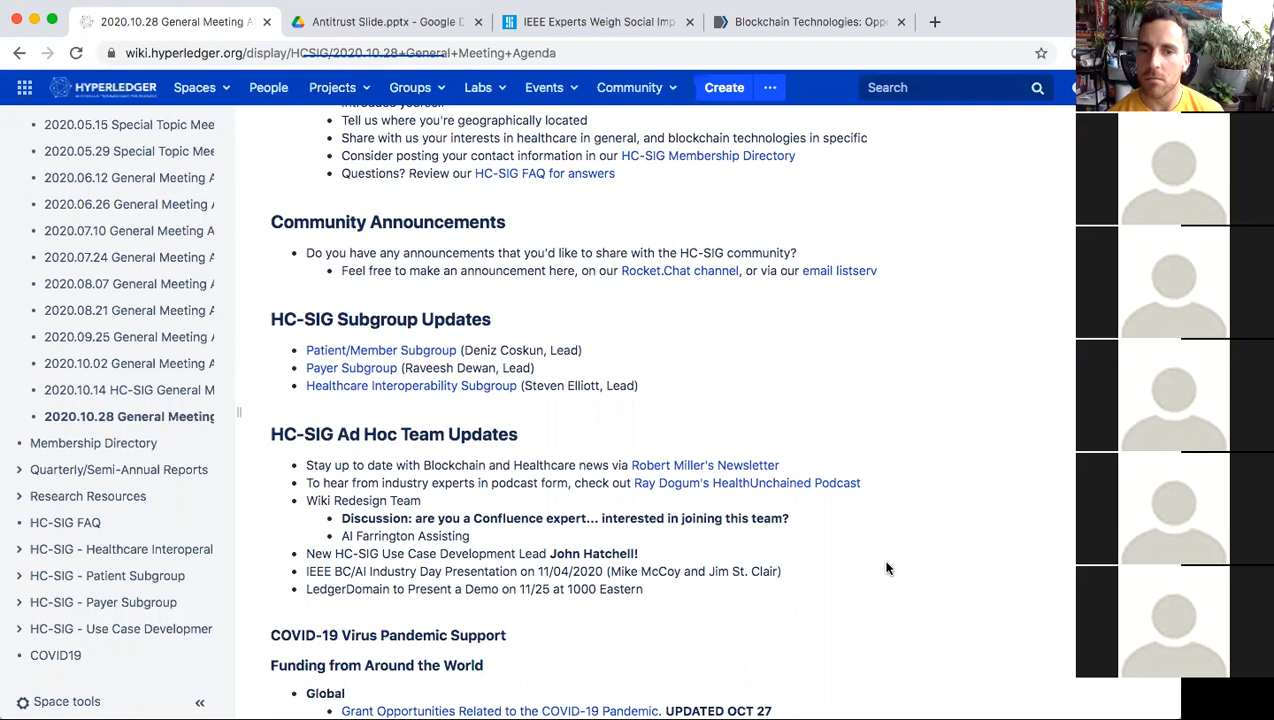 2020.10.28 General Meeting A
Antitrust Slide.pptx - Google D
IEEE Experts Weigh Social Imp
Blockchain Technologies: Opp
wiki.hyperledger.org/display/HCSIG/2020.10.28+General+Meeting+Agenda
HYPERLEDGER
Spaces
People
Projects
Groups
Labs
Events
Community
Create
Search
2020.05.15 Special Topic Mee
2020.05.29 Special Topic Mee
2020.06.12 General Meeting A
2020.06.26 General Meeting A
2020.07.10 General Meeting A
2020.07.24 General Meeting A
2020.08.07 General Meeting A
2020.08.21 General Meeting A
2020.09.25 General Meeting A
2020.10.02 General Meeting A
2020.10.14 HC-SIG General M
2020.10.28 General Meeting
Membership Directory
Quarterly/Semi-Annual Reports
Research Resources
HC-SIG FAQ
HC-SIG - Healthcare Interoperal
HC-SIG - Patient Subgroup
HC-SIG - Payer Subgroup
HC-SIG - Use Case Developmer
COVID19
Space tools
Introduce yourself
• Tell us where you're geographically located
• Share with us your interests in healthcare in general, and blockchain technologies in specific
• Consider posting your contact information in our HC-SIG Membership Directory
• Questions? Review our HC-SIG FAQ for answers
Community Announcements
• Do you have any announcements that you'd like to share with the HC-SIG community?
• Feel free to make an announcement here, on our Rocket.Chat channel, or via our email listserv
HC-SIG Subgroup Updates
• Patient/Member Subgroup (Deniz Coskun, Lead)
• Payer Subgroup (Raveesh Dewan, Lead)
• Healthcare Interoperability Subgroup (Steven Elliott, Lead)
HC-SIG Ad Hoc Team Updates
• Stay up to date with Blockchain and Healthcare news via Robert Miller's Newsletter
• To hear from industry experts in podcast form, check out Ray Dogum's HealthUnchained Podcast
• Wiki Redesign Team
• Discussion: are you a Confluence expert... interested in joining this team?
• Al Farrington Assisting
• New HC-SIG Use Case Development Lead John Hatchell!
• IEEE BC/AI Industry Day Presentation on 11/04/2020 (Mike McCoy and Jim St. Clair)
• LedgerDomain to Present a Demo on 11/25 at 1000 Eastern
COVID-19 Virus Pandemic Support
Funding from Around the World
• Global
• Grant Opportunities Related to the COVID-19 Pandemic. UPDATED OCT 27